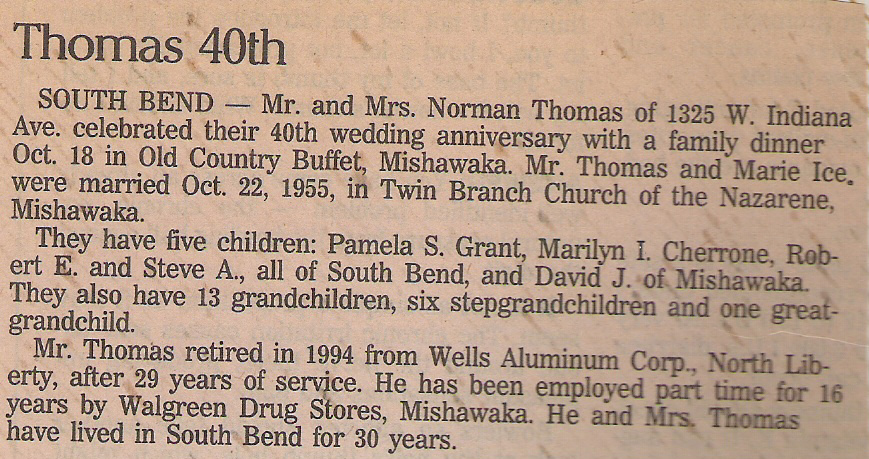 Thomas 40th
SOUTH BEND — Mr. and Mrs. Norman Thomas of 1325 W. Indiana
Ave. celebrated their 40th wedding anniversary with a family dinner
Oct. 18 in Old Country Buffet, Mishawaka. Mr. Thomas and Marie Ice
were married Oct. 22, 1955, in Twin Branch Church of the Nazarene,
Mishawaka.
They have five children: Pamela S. Grant, Marilyn I. Cherrone, Rob-
ert E. and Steve A., all of South Bend, and David J. of Mishawaka.
They also have 13 grandchildren, six stepgrandchildren and one great-
grandchild.
Mr. Thomas retired in 1994 from Wells Aluminum Corp., North Lib-
erty, after 29 years of service. He has been employed part time for 16
years by Walgreen Drug Stores, Mishawaka. He and Mrs. Thomas
have lived in South Bend for 30 years.